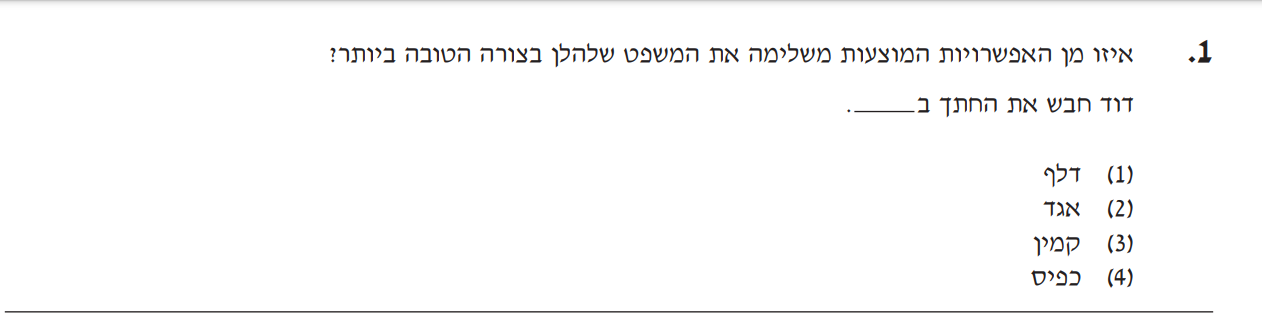 1. איזו מן האפשרויות המוצעות משלימה את המשפט שלהלן בצורה הטובה ביותר?
דוד חבש את החתך ב_____.
(1) דלף
(2) אגד
(3) קמין
(4) כפיס